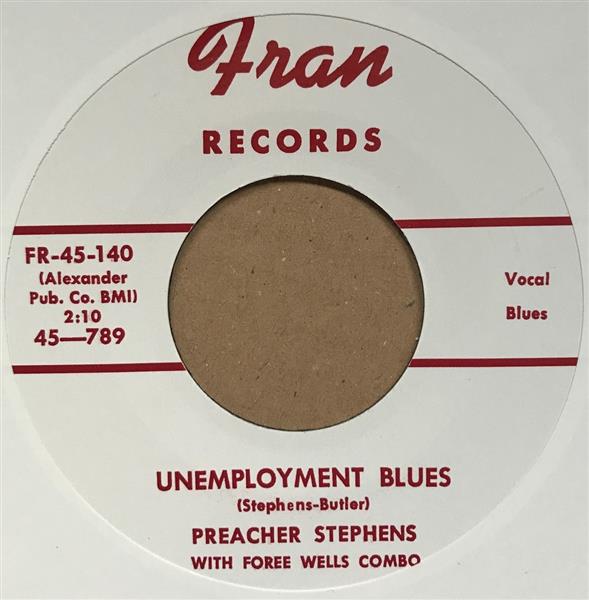 Fran
RECORDS
FR-45-140
(Alexander
Pub. Co. BMI)
2:10
45—789
Vocal
Blues
UNEMPLOYMENT BLUES
(Stephens-Butler)
PREACHER STEPHENS
WITH FOREE WELLS COMBO